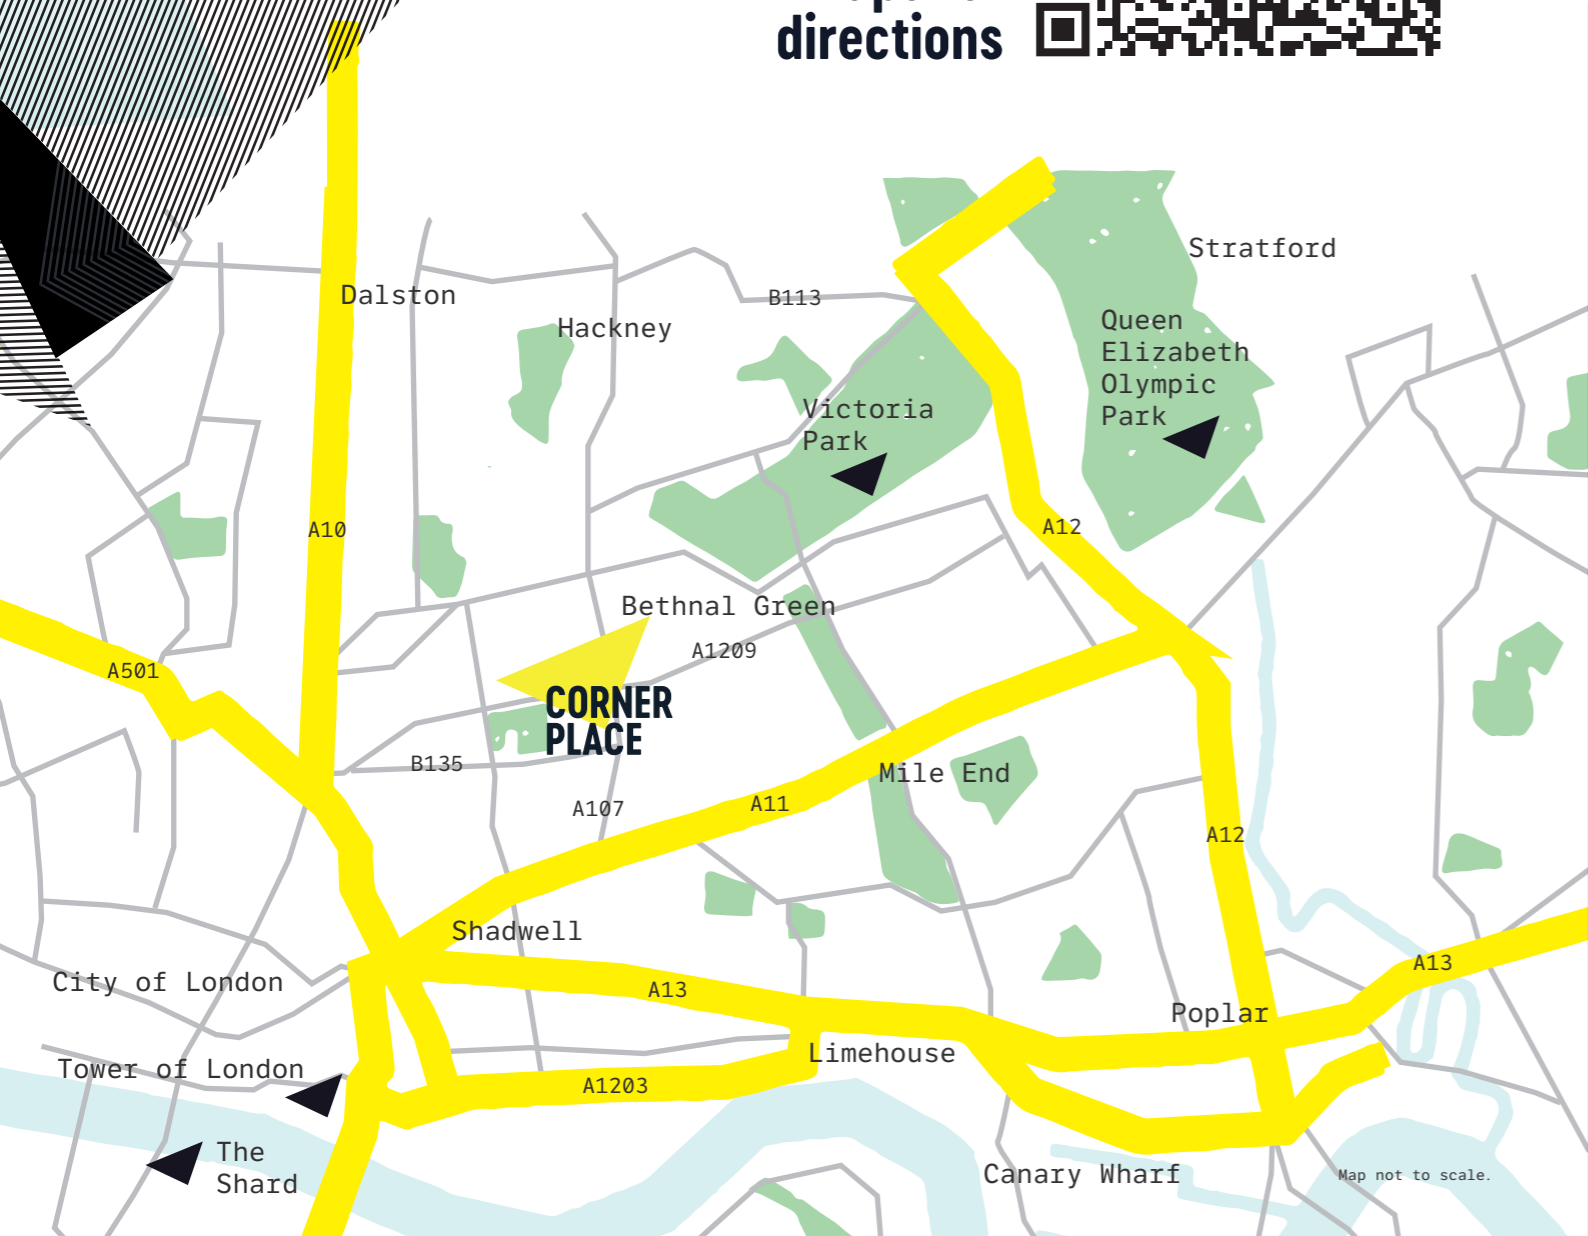 directions
Stratford
Dalston
B113
Hackney
Queen
Elizabeth
Olympic
Park
Victoria
Park
A10
A12
Bethnal Green
A1209
A501
CORNER
PLACE
B135
Mile End
A107
A11
A12
Shadwell
A13
City of London
A13
Poplar
Limehouse
Tower of London
A1203
The
Shard
Canary Wharf
Map not to scale.